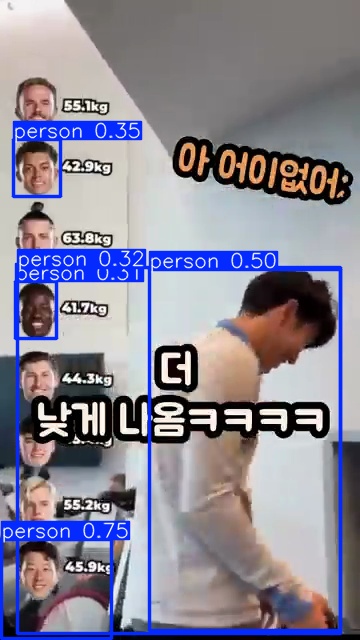 55.1kg
person 0.35
42.9kg
아 어이없어;
63.8kg
person 0.32
person 0.31
person 0.50
41.7kg
44.3kg
더
낮게 나옴ㅋㅋㅋㅋ
55.2kg
person 0.75
45.9kg